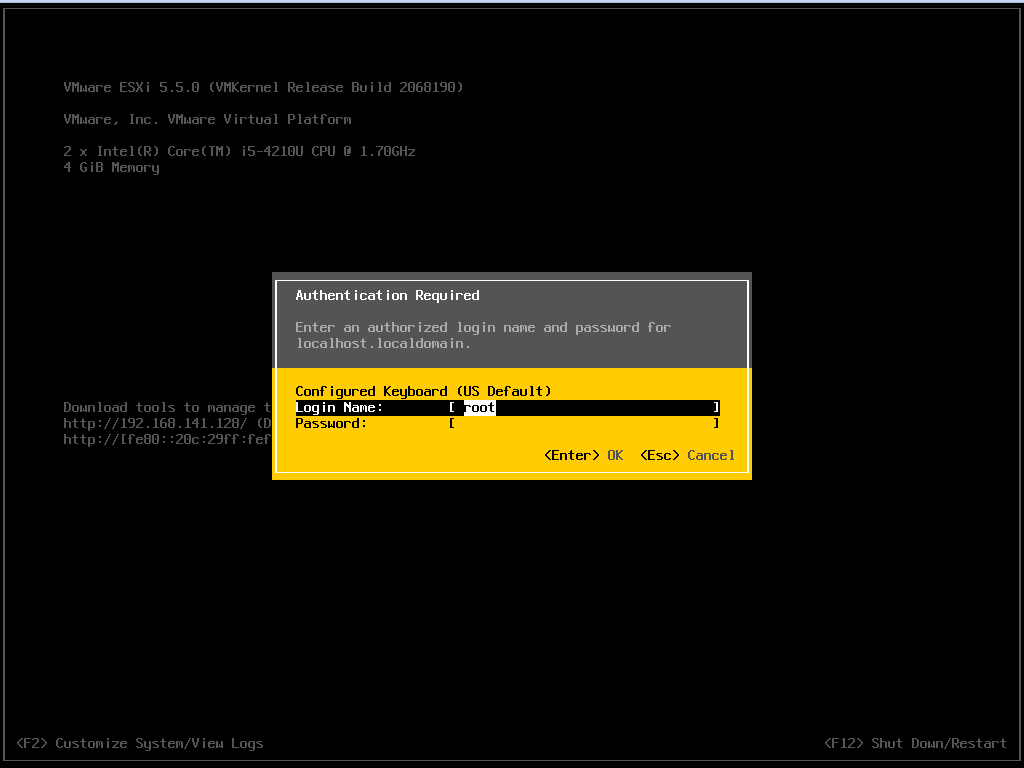 VMware ESXi 5.5.0 (VMKernel Release Build 2068190)
VMware, Inc. VMware Virtual Platform
2 x Intel(R) Core(TM) i5-4210U CPU @ 1.70GHz
4 GiB Memory
Authentication Required
Enter an authorized login name and password for
localhost.localdomain.
Configured Keyboard (US Default)
Login Name: [ root ]
Password: [ ]
<Enter> OK <Esc> Cancel
Download tools to manage t
http://192.168.141.128/ (D
http://[fe80::20c:29ff:fef
<F2> Customize System/View Logs
<F12> Shut Down/Restart